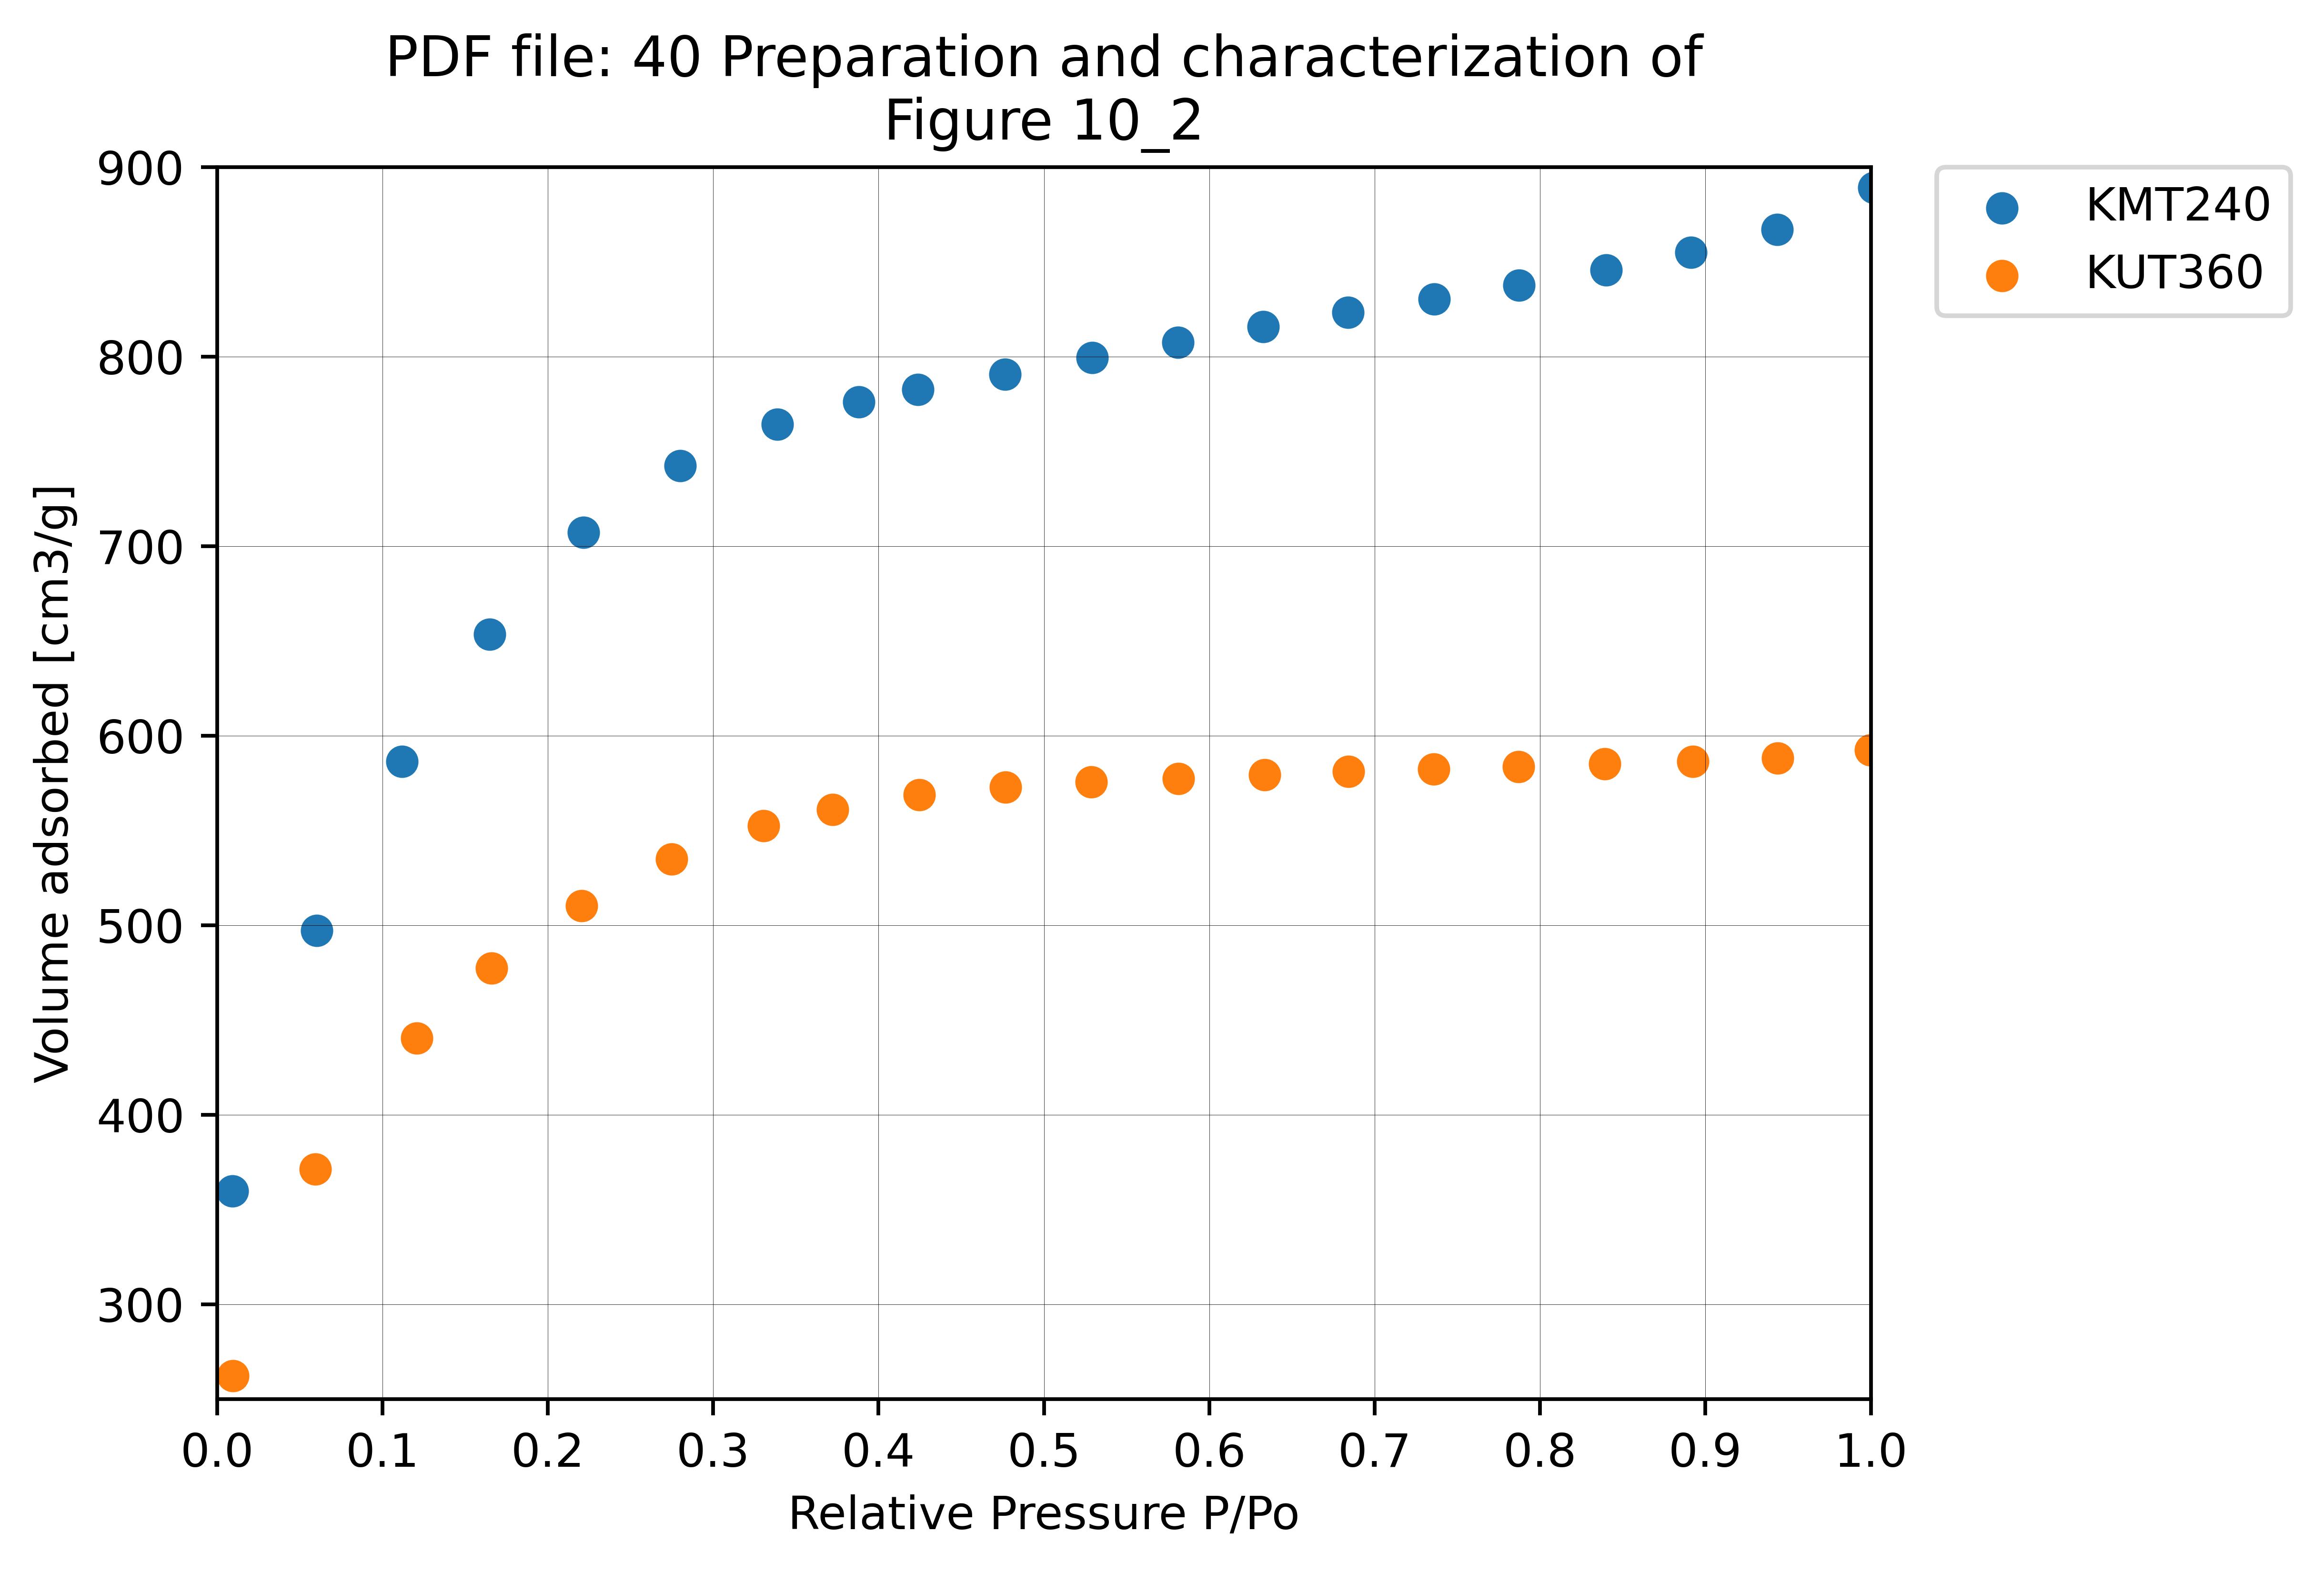 PDF file: 40 Preparation and characterization of
Figure 10_2
900
800
700
600
500
400
300
Volume adsorbed [cm3/g]
0.0 0.1 0.2 0.3 0.4 0.5 0.6 0.7 0.8 0.9 1.0
Relative Pressure P/Po
KMT240
KUT360